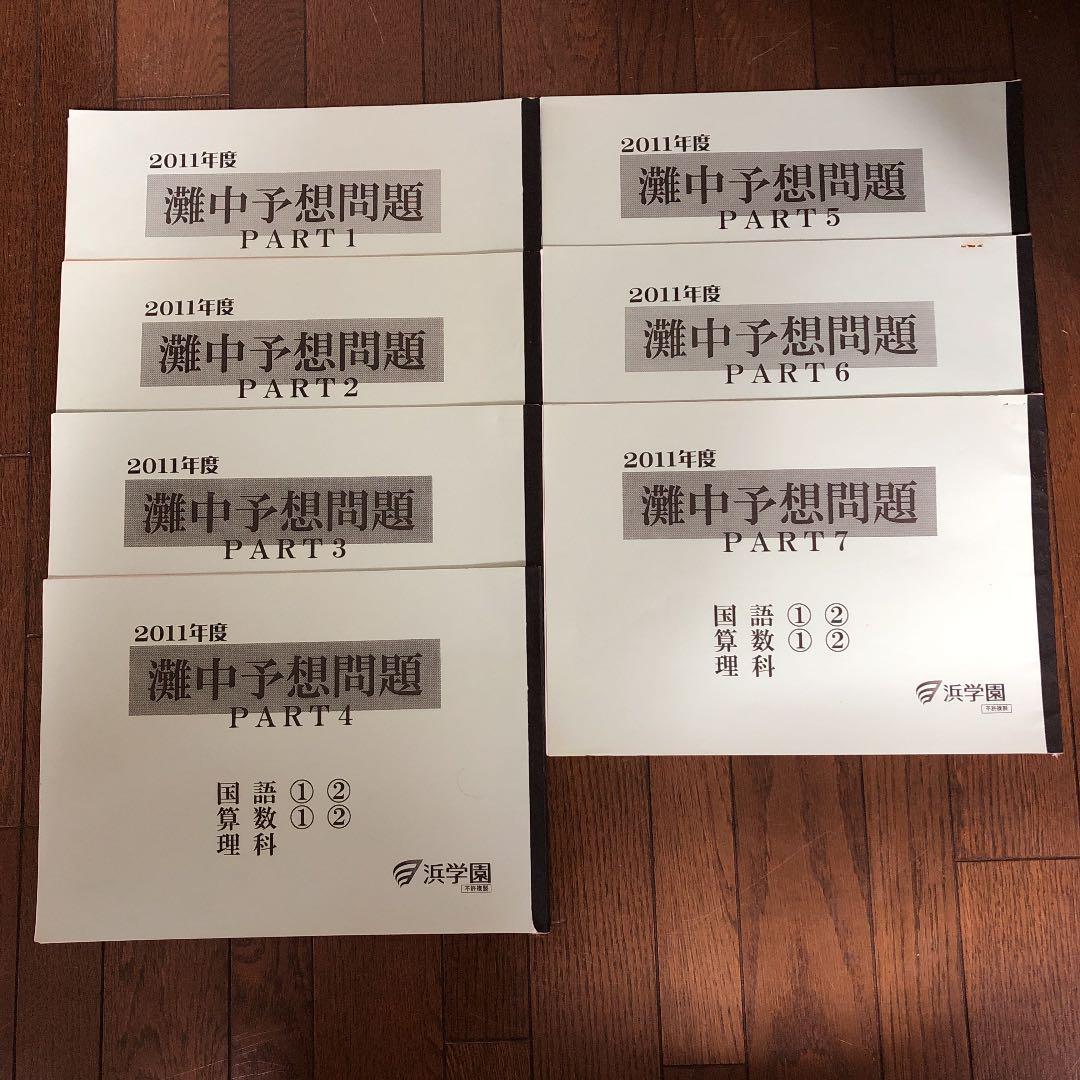 2011年度
灘中予想問題
PART1
2011年度
灘中予想問題
PART2
2011年度
灘中予想問題
PART3
2011年度
灘中予想問題
PART4
国語①②
算数①②
理科
浜学園
不許複製
2011年度
灘中予想問題
PART5
2011年度
灘中予想問題
PART6
2011年度
灘中予想問題
PART7
国語①②
算数①②
理科
浜学園
不許複製